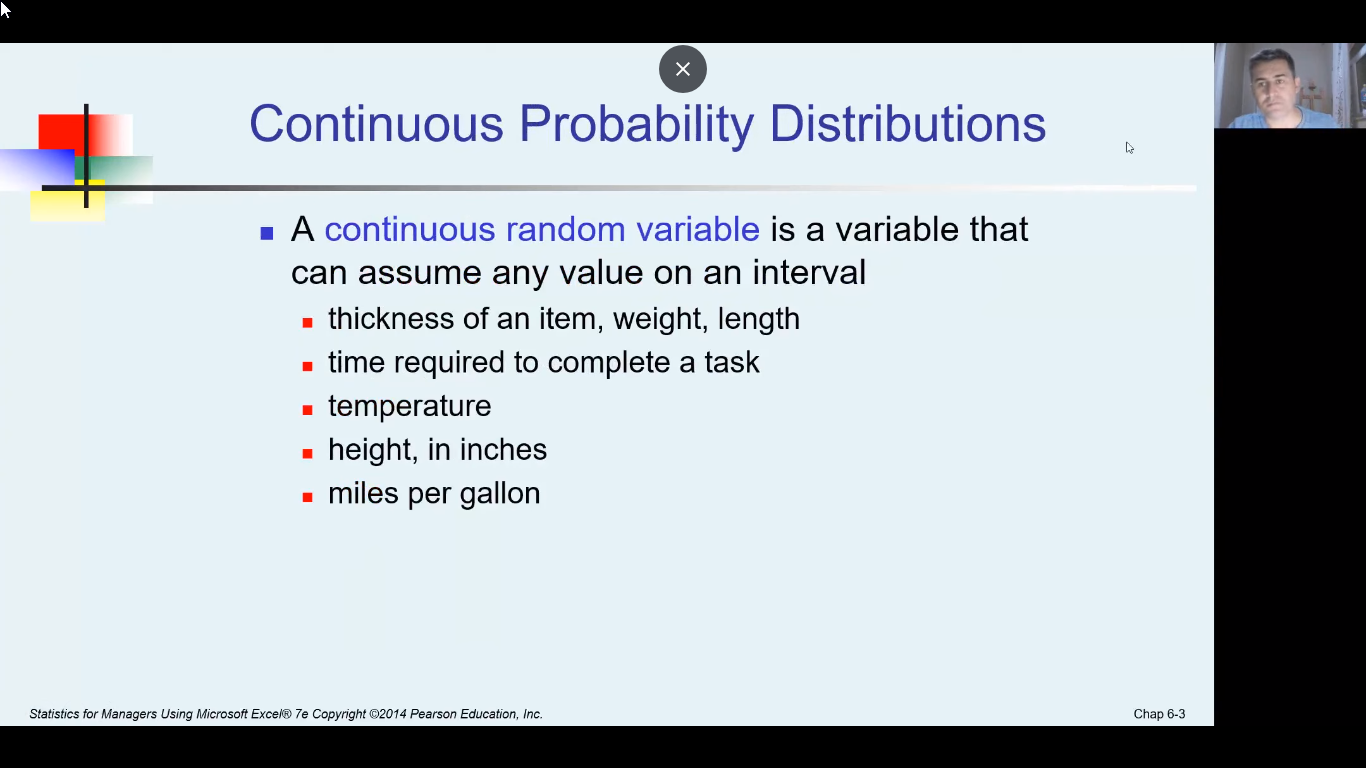 Continuous Probability Distributions
A continuous random variable is a variable that
can assume any value on an interval
thickness of an item, weight, length
time required to complete a task
temperature
height, in inches
miles per gallon
Statistics for Managers Using Microsoft Excel® 7e Copyright ©2014 Pearson Education, Inc.
Chap 6-3